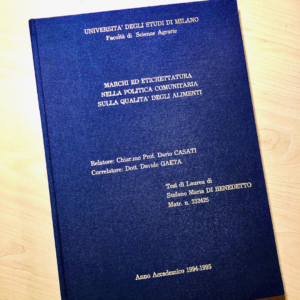 UNIVERSITA' DEGLI STUDI DI MILANO
Facoltà di Scienze Agrarie
MARCHI ED ETICHETTATURA
NELLA POLITICA COMUNITARIA
SULLA QUALITA' DEGLI ALIMENTI
Relatore: Chiar.mo Prof. Dario CASATI
Correlatore: Dott. Davide GAETA
Tesi di Laurea di
Stefano Maria DI BENEDETTO
Matr. n. 332425
Anno Accademico 1994-1995